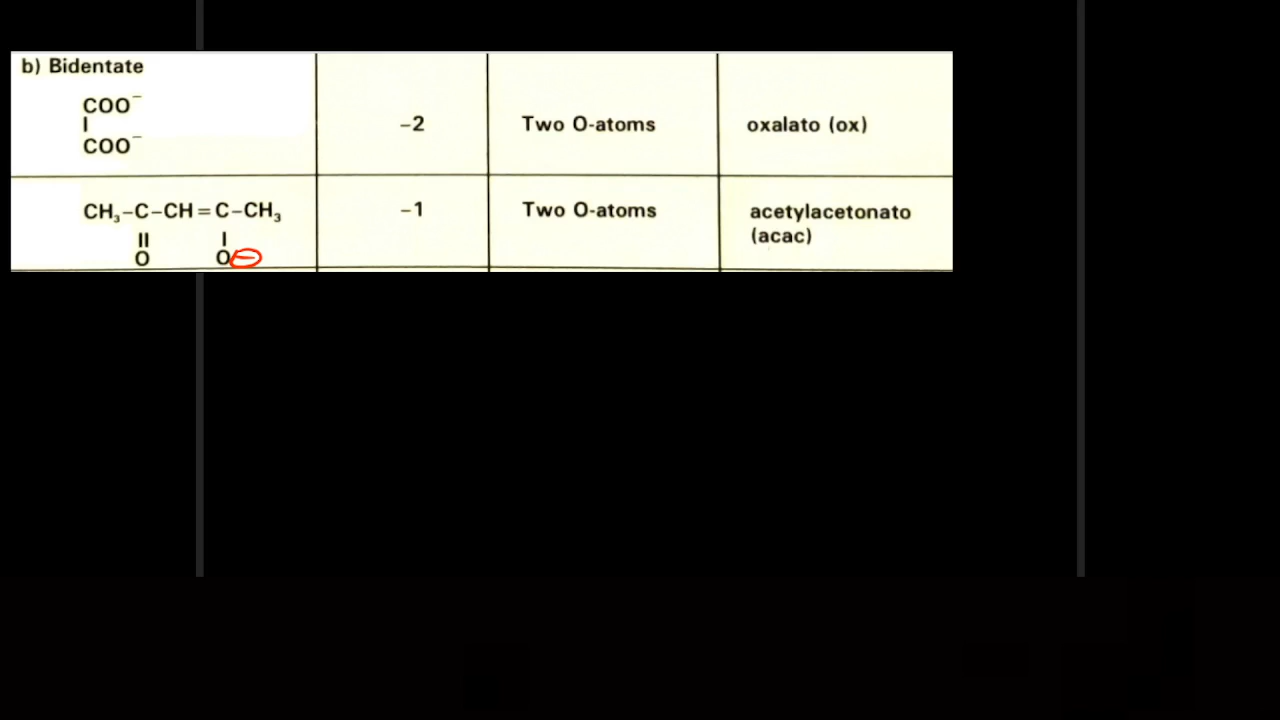 b) Bidentate
COO⁻
|
COO⁻
−2
Two O-atoms
oxalato (ox)
CH₃−C−CH=C−CH₃
|| |
O O⊖
−1
Two O-atoms
acetylacetonato
(acac)